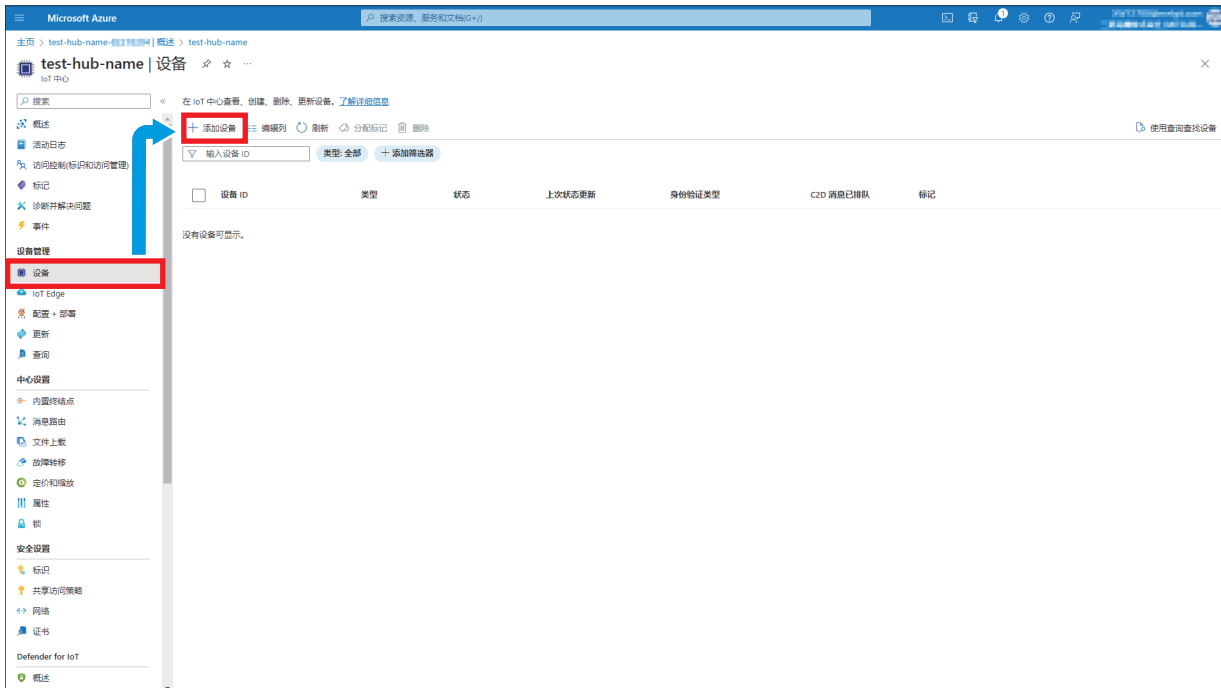 Microsoft Azure
搜索资源、服务和文档(G+/)
1
主页 > test-hub-name- | 概述 > test-hub-name
test-hub-name | 设备
IoT 中心
搜索
在 IoT 中心查看、创建、删除、更新设备。了解详细信息
概述
活动日志
访问控制(标识和访问管理)
标记
诊断并解决问题
事件
设备管理
设备
IoT Edge
配置 + 部署
更新
查询
中心设置
内置终结点
消息路由
文件上载
故障转移
定价和缩放
属性
锁
安全设置
标识
共享访问策略
网络
证书
Defender for IoT
概述
添加设备 编辑列 刷新 分配标记 删除 使用查询查找设备
输入设备 ID 类型: 全部 添加筛选器
设备 ID 类型 状态 上次状态更新 身份验证类型 C2D 消息已排队 标记
没有设备可显示。